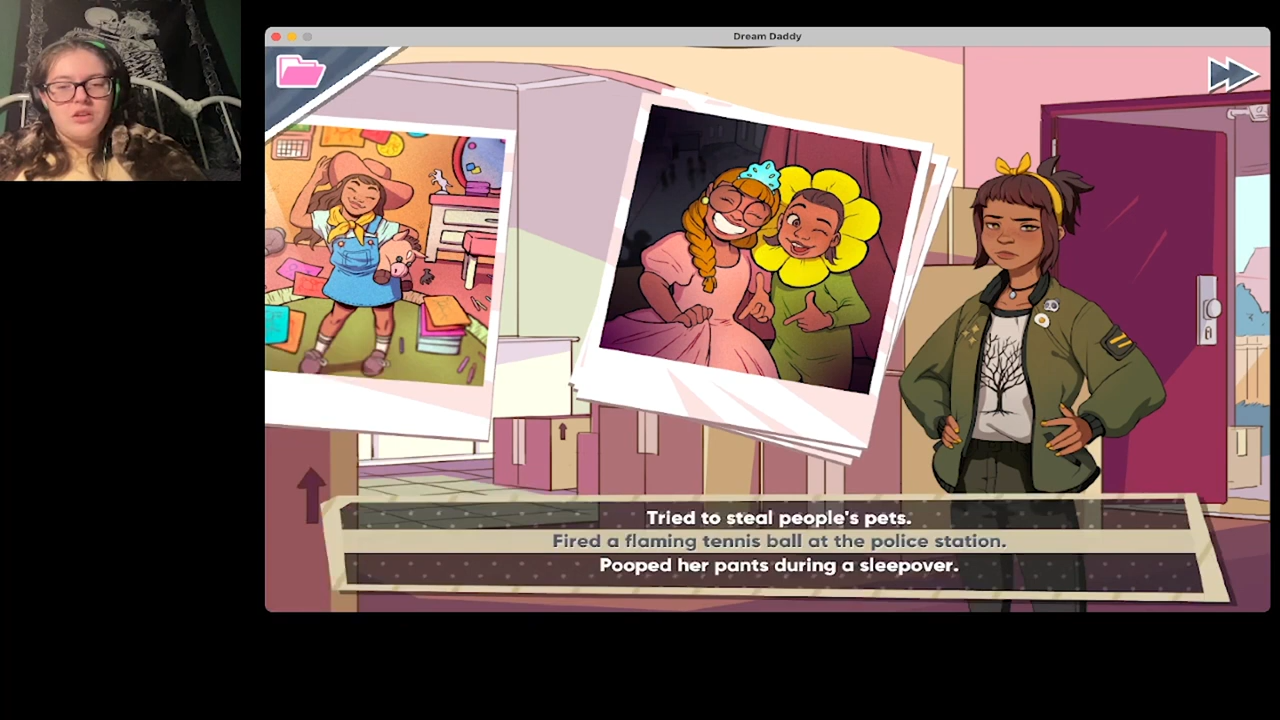 Dream Daddy
Tried to steal people's pets.
Fired a flaming tennis ball at the police station.
Pooped her pants during a sleepover.